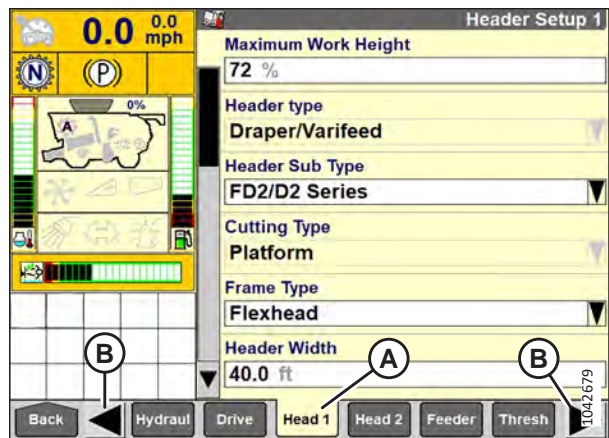 0.0 0.0 mph
Header Setup 1
N (P)
0%
A
Maximum Work Height
72 %
Header type
Draper/Varifeed
Header Sub Type
FD2/D2 Series
Cutting Type
Platform
Frame Type
Flexhead
Header Width
40.0 ft
B
A
B
1042679
Back
Hydraul
Drive
Head 1
Head 2
Feeder
Thresh